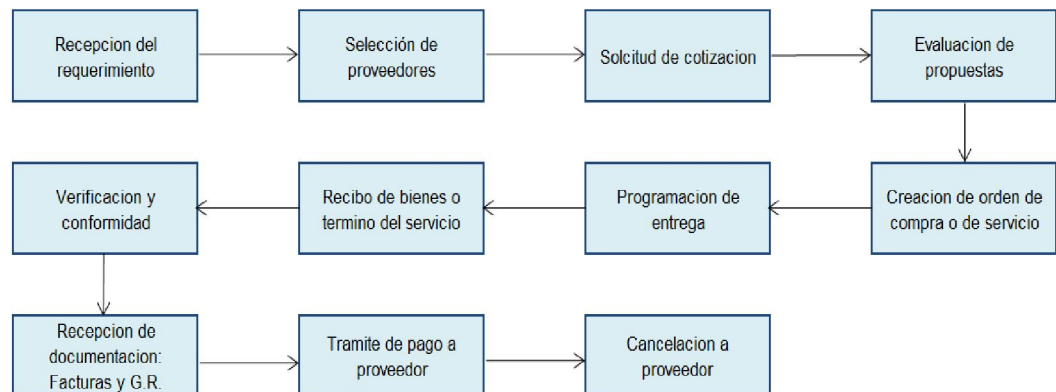 Recepcion del
requerimiento
Selección de
proveedores
Solcitud de cotizacion
Evaluacion de
propuestas
Verificacion y
conformidad
Recibo de bienes o
termino del servicio
Programacion de
entrega
Creacion de orden de
compra o de servicio
Recepcion de
documentacion:
Facturas y G.R.
Tramite de pago a
proveedor
Cancelacion a
proveedor